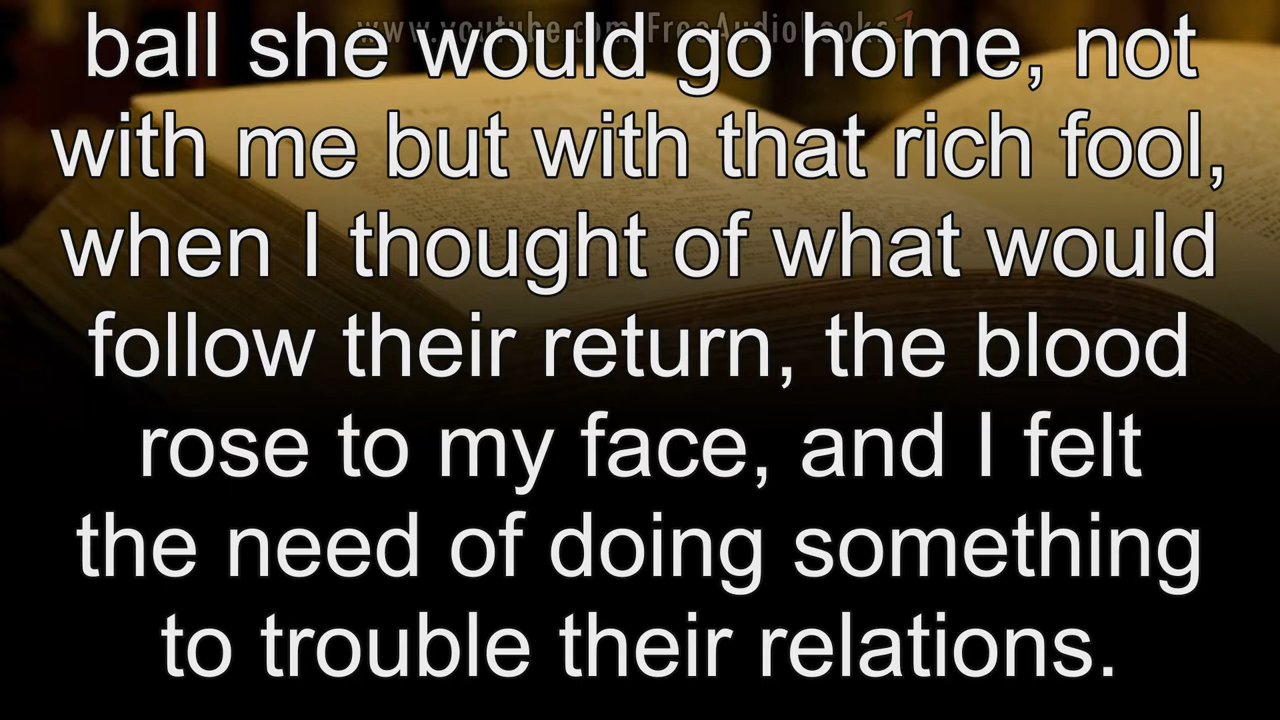 www.youtube.com/FreeAudioBooks
ball she would go home, not
with me but with that rich fool,
when I thought of what would
follow their return, the blood
rose to my face, and I felt
the need of doing something
to trouble their relations.